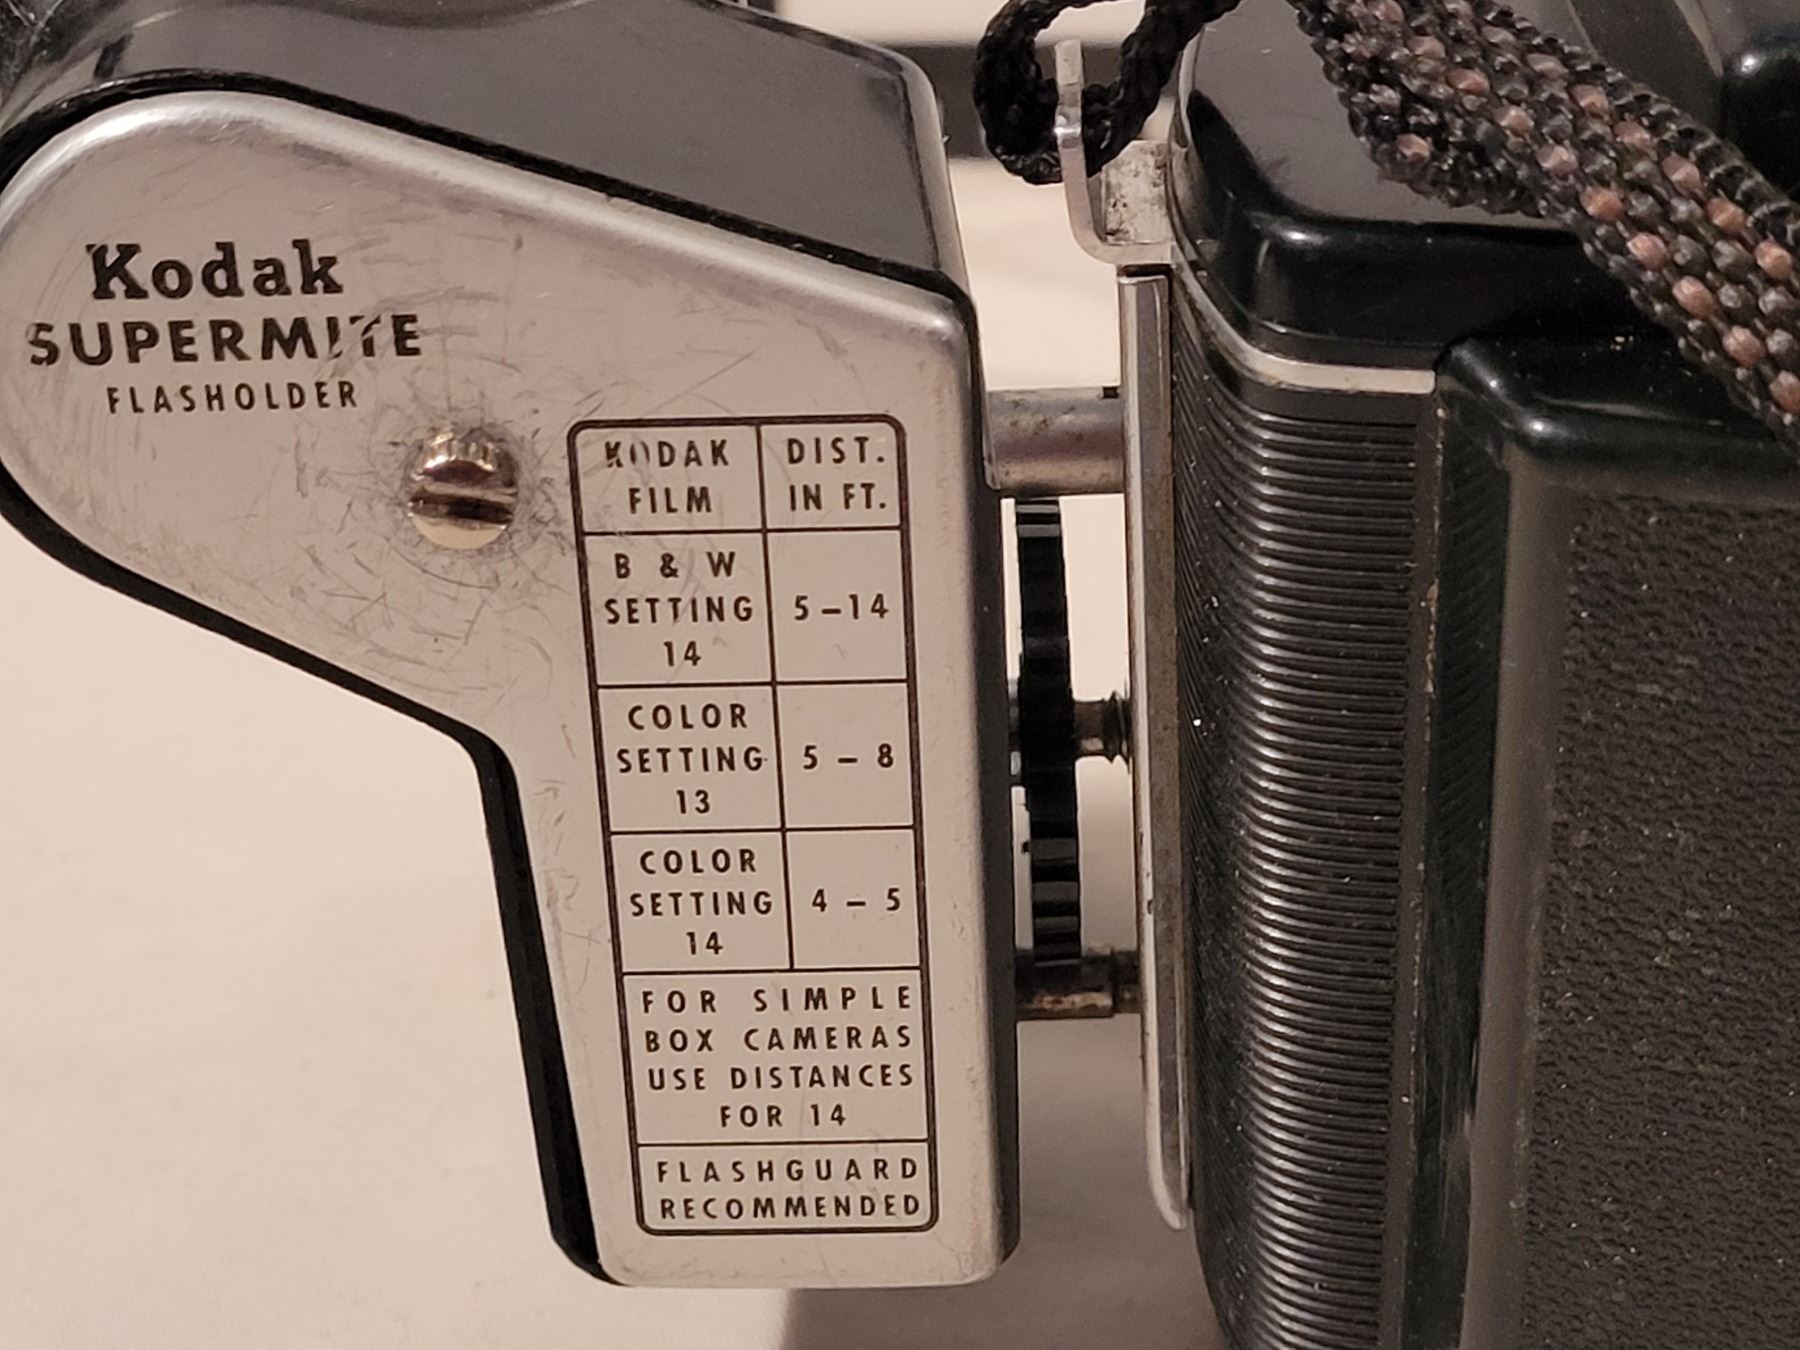 Kodak
SUPERMITE
FLASHOLDER
KODAK
FILM
DIST.
IN FT.
B & W
SETTING
14
5-14
COLOR
SETTING
13
5 - 8
COLOR
SETTING
14
4 - 5
FOR SIMPLE
BOX CAMERAS
USE DISTANCES
FOR 14
FLASHGUARD
RECOMMENDED